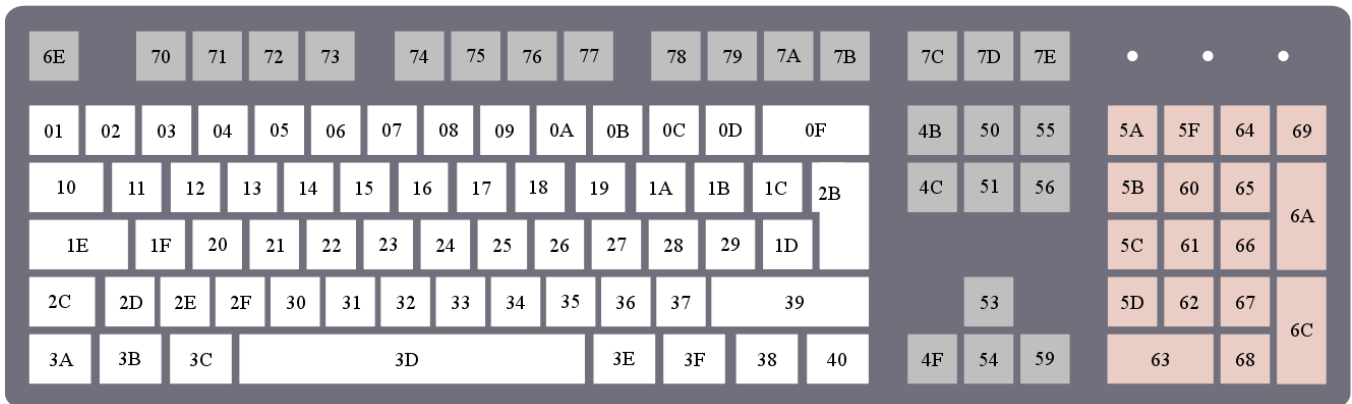 6E 70 71 72 73 74 75 76 77 78 79 7A 7B 7C 7D 7E
01 02 03 04 05 06 07 08 09 0A 0B 0C 0D 0F 4B 50 55 5A 5F 64 69
10 11 12 13 14 15 16 17 18 19 1A 1B 1C 2B 4C 51 56 5B 60 65 6A
1E 1F 20 21 22 23 24 25 26 27 28 29 1D 5C 61 66
2C 2D 2E 2F 30 31 32 33 34 35 36 37 39 53 5D 62 67 6C
3A 3B 3C 3D 3E 3F 38 40 4F 54 59 63 68